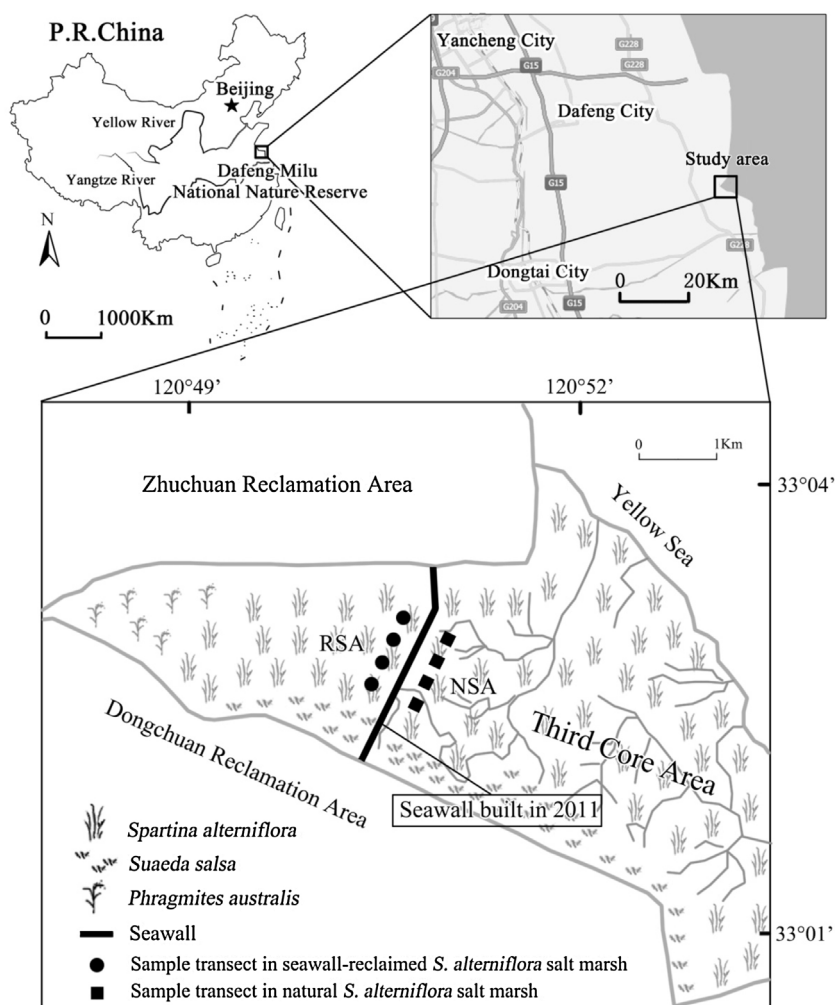 P.R.China
Beijing
Yellow River
Yangtze River
Dafeng Milu
National Nature Reserve
N
0 1000Km
Yancheng City
G228
G204
G15
G228
Dafeng City
Study area
G15
G228
Dongtai City
0 20Km
G204
G15
120°49' 120°52'
0 1Km
Zhuchuan Reclamation Area
33°04'
Yellow Sea
RSA
NSA
Third Core Area
Dongchuan Reclamation Area
Seawall built in 2011
Spartina alterniflora
Suaeda salsa
Phragmites australis
Seawall
33°01'
Sample transect in seawall-reclaimed S. alterniflora salt marsh
Sample transect in natural S. alterniflora salt marsh